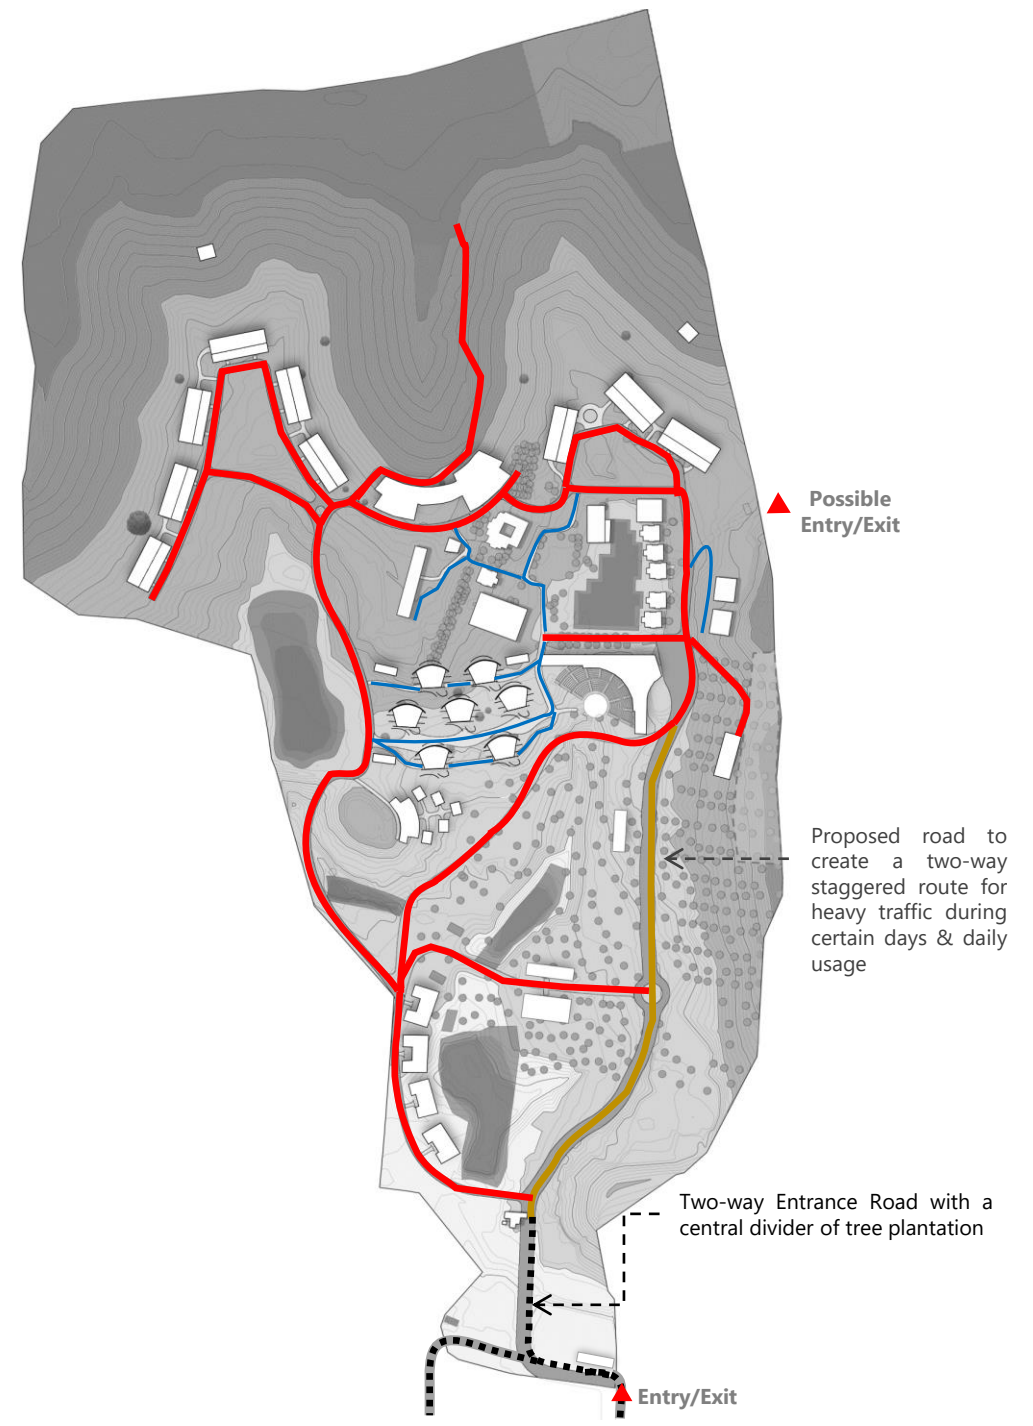 Possible
Entry/Exit
Proposed road to
create a two-way
staggered route for
heavy traffic during
certain days & daily
usage
Two-way Entrance Road with a
central divider of tree plantation
Entry/Exit